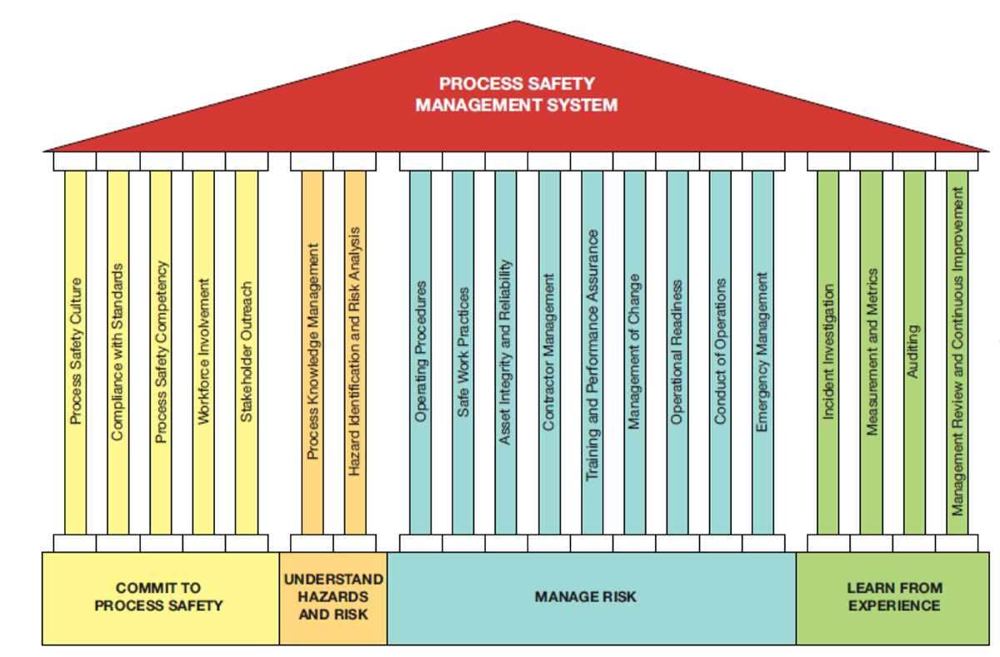 PROCESS SAFETY
MANAGEMENT SYSTEM
Process Safety Culture
Compliance with Standards
Process Safety Competency
Workforce Involvement
Stakeholder Outreach
Process Knowledge Management
Hazard Identification and Risk Analysis
Operating Procedures
Safe Work Practices
Asset Integrity and Reliability
Contractor Management
Training and Performance Assurance
Management of Change
Operational Readiness
Conduct of Operations
Emergency Management
Incident Investigation
Measurement and Metrics
Auditing
Management Review and Continuous Improvement
COMMIT TO
PROCESS SAFETY
UNDERSTAND
HAZARDS
AND RISK
MANAGE RISK
LEARN FROM
EXPERIENCE